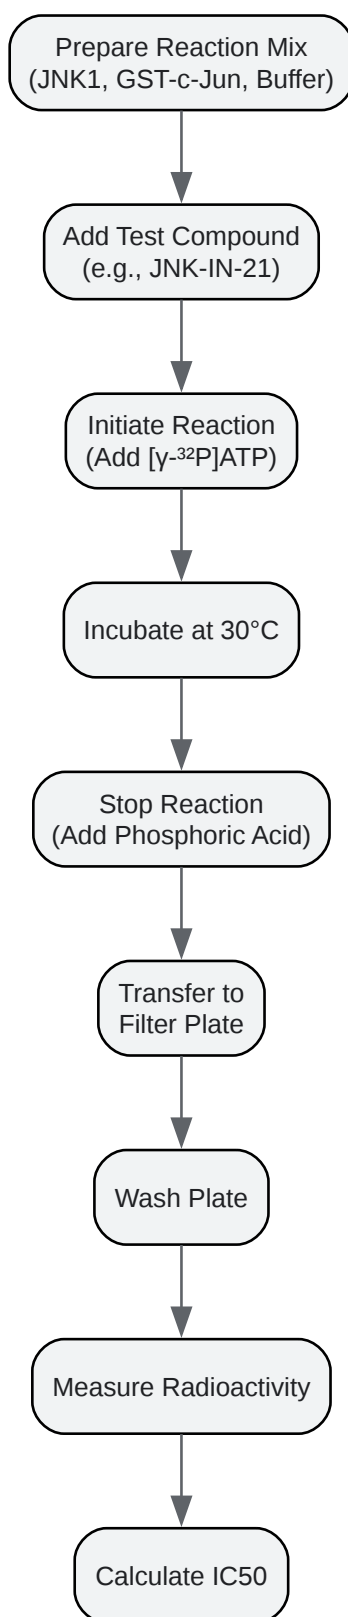 Prepare Reaction Mix
(JNK1, GST-c-Jun, Buffer)
Add Test Compound
(e.g., JNK-IN-21)
Initiate Reaction
(Add [γ-³²P]ATP)
Incubate at 30°C
Stop Reaction
(Add Phosphoric Acid)
Transfer to
Filter Plate
Wash Plate
Measure Radioactivity
Calculate IC50